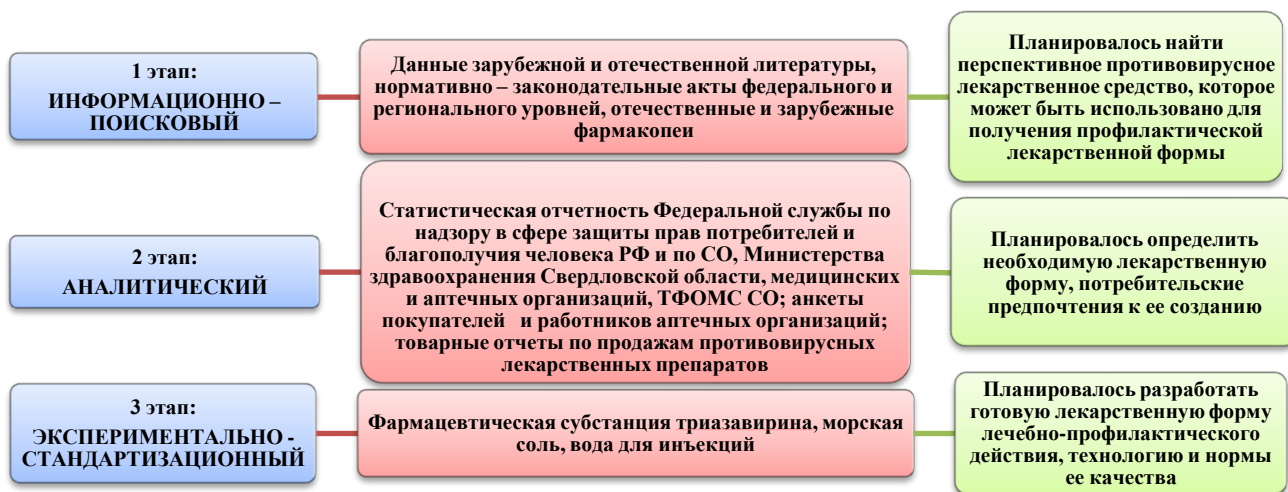 1 этап:
ИНФОРМАЦИОННО –
ПОИСКОВЫЙ
Данные зарубежной и отечественной литературы,
нормативно – законодательные акты федерального и
регионального уровней, отечественные и зарубежные
фармакопеи
Планировалось найти
перспективное противовирусное
лекарственное средство, которое
может быть использовано для
получения профилактической
лекарственной формы
2 этап:
АНАЛИТИЧЕСКИЙ
Статистическая отчетность Федеральной службы по
надзору в сфере защиты прав потребителей и
благополучия человека РФ и по СО, Министерства
здравоохранения Свердловской области, медицинских
и аптечных организаций, ТФОМС СО; анкеты
покупателей и работников аптечных организаций;
товарные отчеты по продажам противовирусных
лекарственных препаратов
Планировалось определить
необходимую лекарственную
форму, потребительские
предпочтения к ее созданию
3 этап:
ЭКСПЕРИМЕНТАЛЬНО -
СТАНДАРТИЗАЦИОННЫЙ
Фармацевтическая субстанция триазавирина, морская
соль, вода для инъекций
Планировалось разработать
готовую лекарственную форму
лечебно-профилактического
действия, технологию и нормы
ее качества